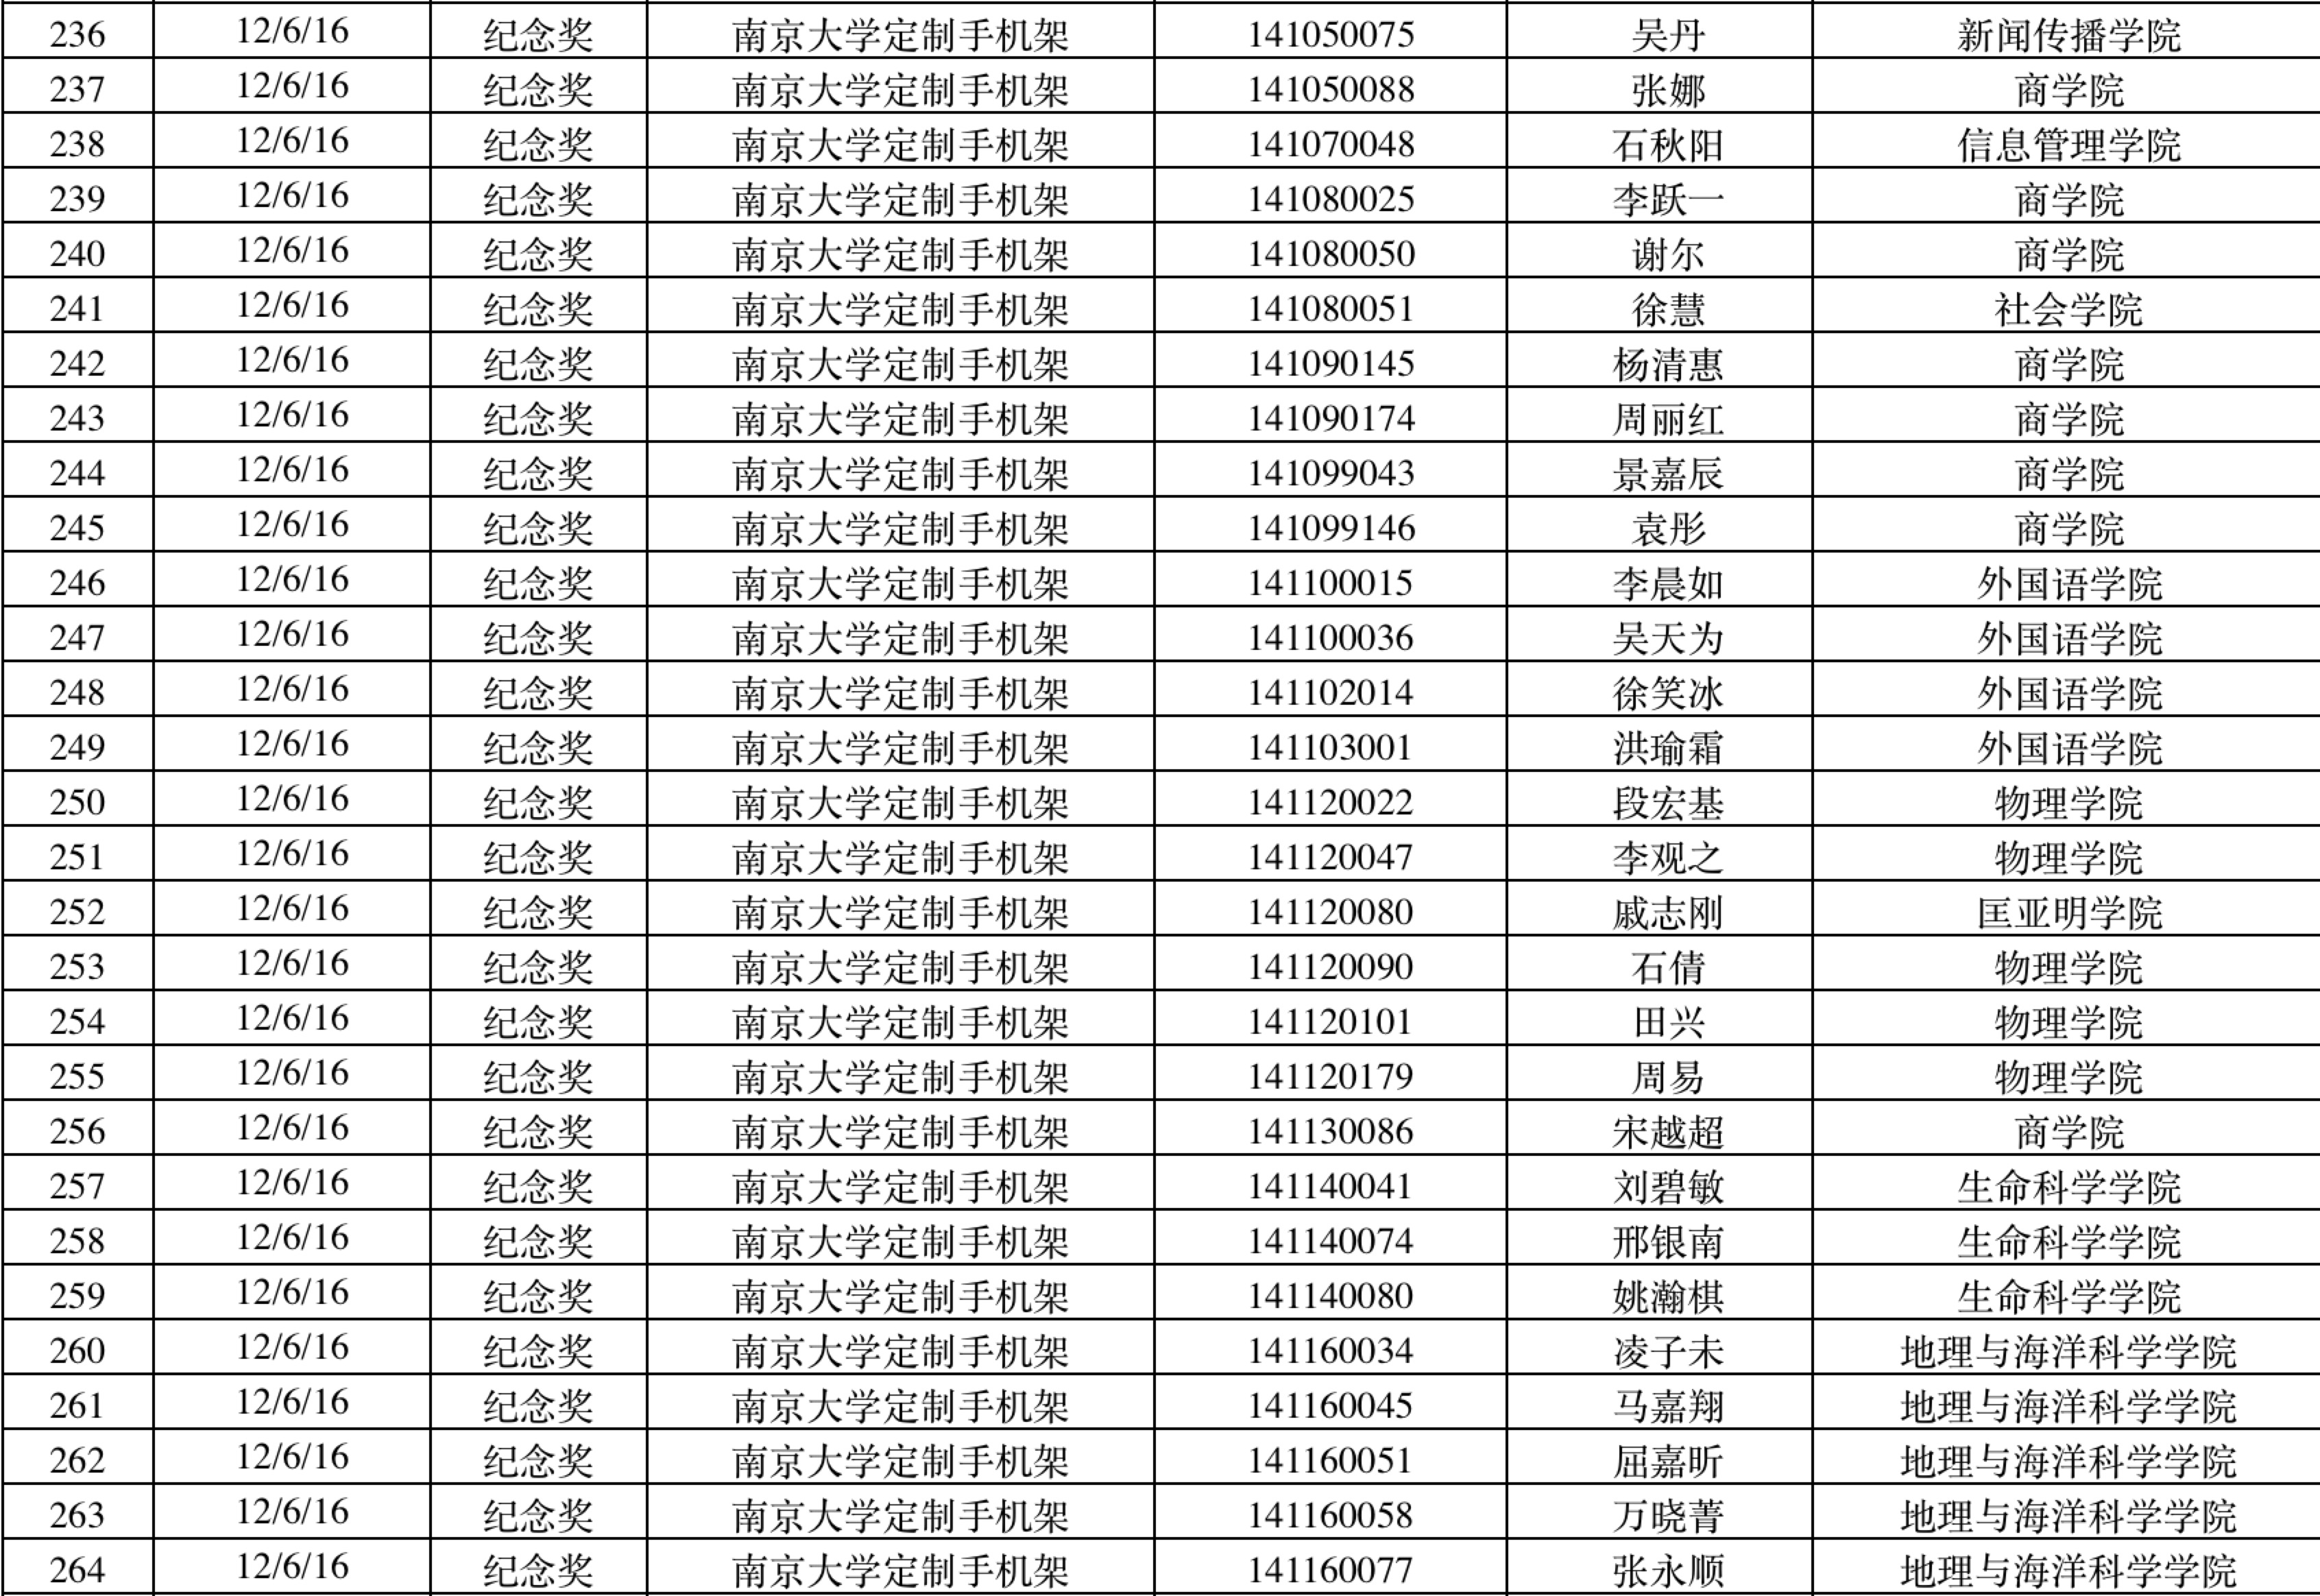 236 12/6/16 纪念奖 南京大学定制手机架 141050075 吴丹 新闻传播学院
237 12/6/16 纪念奖 南京大学定制手机架 141050088 张娜 商学院
238 12/6/16 纪念奖 南京大学定制手机架 141070048 石秋阳 信息管理学院
239 12/6/16 纪念奖 南京大学定制手机架 141080025 李跃一 商学院
240 12/6/16 纪念奖 南京大学定制手机架 141080050 谢尔 商学院
241 12/6/16 纪念奖 南京大学定制手机架 141080051 徐慧 社会学院
242 12/6/16 纪念奖 南京大学定制手机架 141090145 杨清惠 商学院
243 12/6/16 纪念奖 南京大学定制手机架 141090174 周丽红 商学院
244 12/6/16 纪念奖 南京大学定制手机架 141099043 景嘉辰 商学院
245 12/6/16 纪念奖 南京大学定制手机架 141099146 袁彤 商学院
246 12/6/16 纪念奖 南京大学定制手机架 141100015 李晨如 外国语学院
247 12/6/16 纪念奖 南京大学定制手机架 141100036 吴天为 外国语学院
248 12/6/16 纪念奖 南京大学定制手机架 141102014 徐笑冰 外国语学院
249 12/6/16 纪念奖 南京大学定制手机架 141103001 洪瑜霜 外国语学院
250 12/6/16 纪念奖 南京大学定制手机架 141120022 段宏基 物理学院
251 12/6/16 纪念奖 南京大学定制手机架 141120047 李观之 物理学院
252 12/6/16 纪念奖 南京大学定制手机架 141120080 戚志刚 匡亚明学院
253 12/6/16 纪念奖 南京大学定制手机架 141120090 石倩 物理学院
254 12/6/16 纪念奖 南京大学定制手机架 141120101 田兴 物理学院
255 12/6/16 纪念奖 南京大学定制手机架 141120179 周易 物理学院
256 12/6/16 纪念奖 南京大学定制手机架 141130086 宋越超 商学院
257 12/6/16 纪念奖 南京大学定制手机架 141140041 刘碧敏 生命科学学院
258 12/6/16 纪念奖 南京大学定制手机架 141140074 邢银南 生命科学学院
259 12/6/16 纪念奖 南京大学定制手机架 141140080 姚瀚棋 生命科学学院
260 12/6/16 纪念奖 南京大学定制手机架 141160034 凌子未 地理与海洋科学学院
261 12/6/16 纪念奖 南京大学定制手机架 141160045 马嘉翔 地理与海洋科学学院
262 12/6/16 纪念奖 南京大学定制手机架 141160051 屈嘉昕 地理与海洋科学学院
263 12/6/16 纪念奖 南京大学定制手机架 141160058 万晓菁 地理与海洋科学学院
264 12/6/16 纪念奖 南京大学定制手机架 141160077 张永顺 地理与海洋科学学院